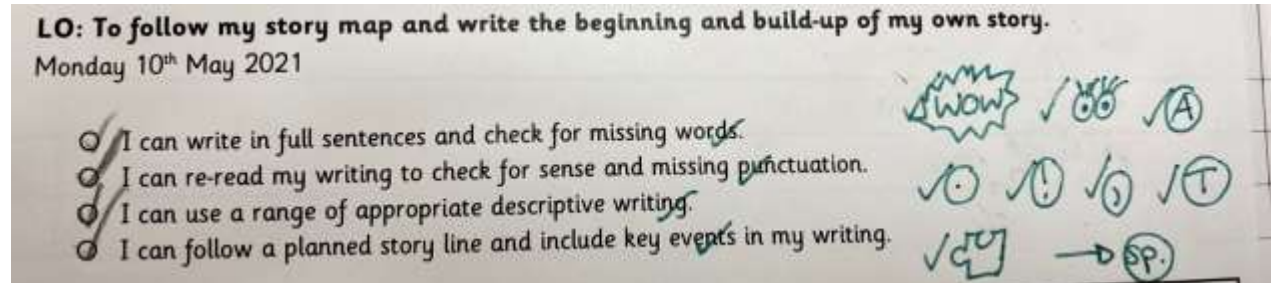 LO: To follow my story map and write the beginning and build-up of my own story.
Monday 10th May 2021
WOW
A
I can write in full sentences and check for missing words.
I can re-read my writing to check for sense and missing punctuation.
. ! , T
I can use a range of appropriate descriptive writing.
I can follow a planned story line and include key events in my writing.
Sp.